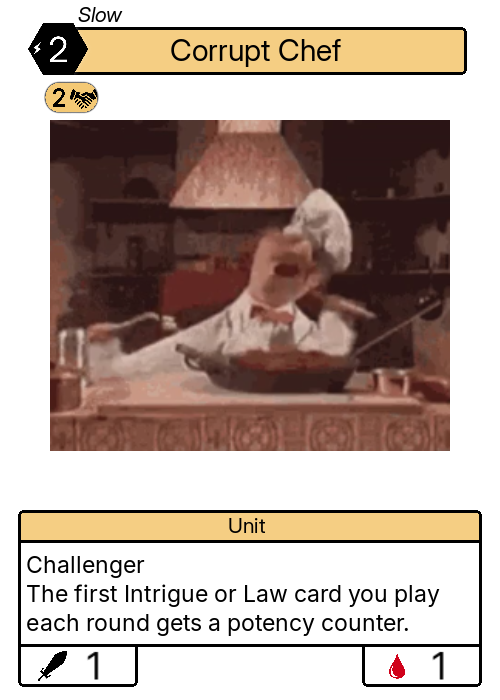 Slow
2
Corrupt Chef
2
Unit
Challenger
The first Intrigue or Law card you play
each round gets a potency counter.
1
1